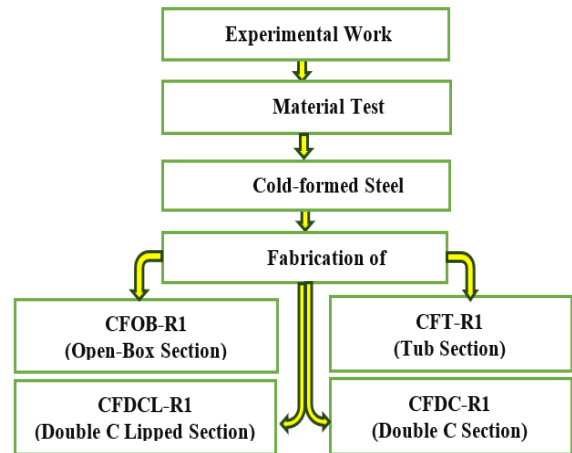 Experimental Work
Material Test
Cold-formed Steel
Fabrication of
CFOB-R1
(Open-Box Section)
CFT-R1
(Tub Section)
CFDCL-R1
(Double C Lipped Section)
CFDC-R1
(Double C Section)